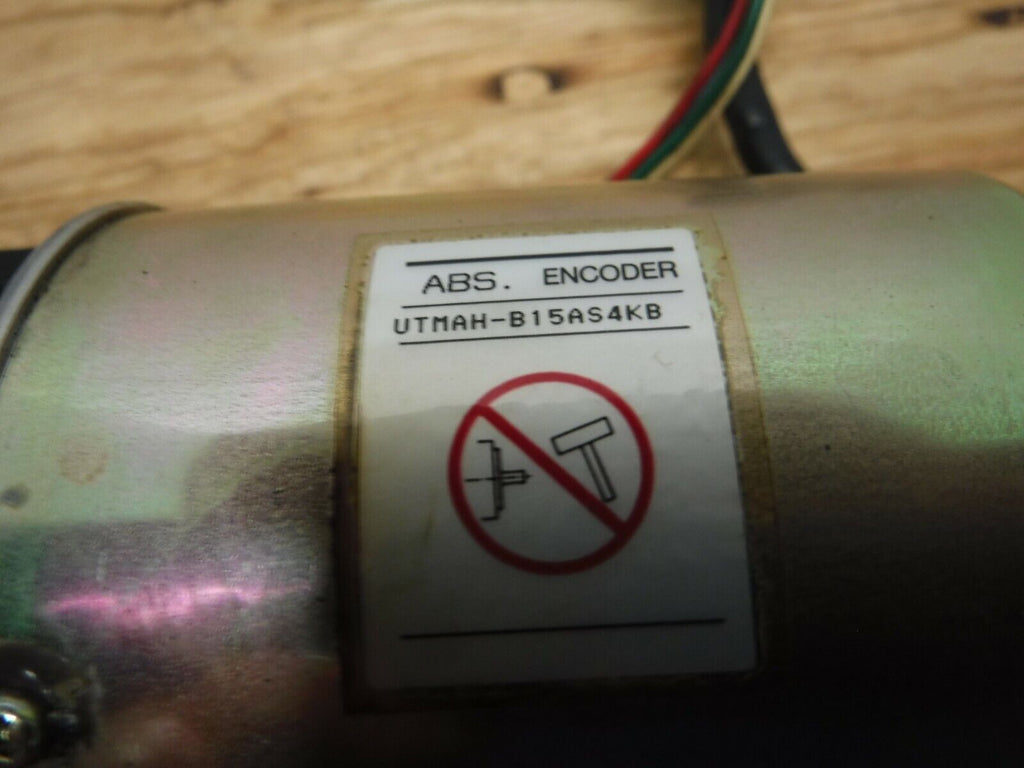 ABS. ENCODER
UTMAH-B15AS4KB